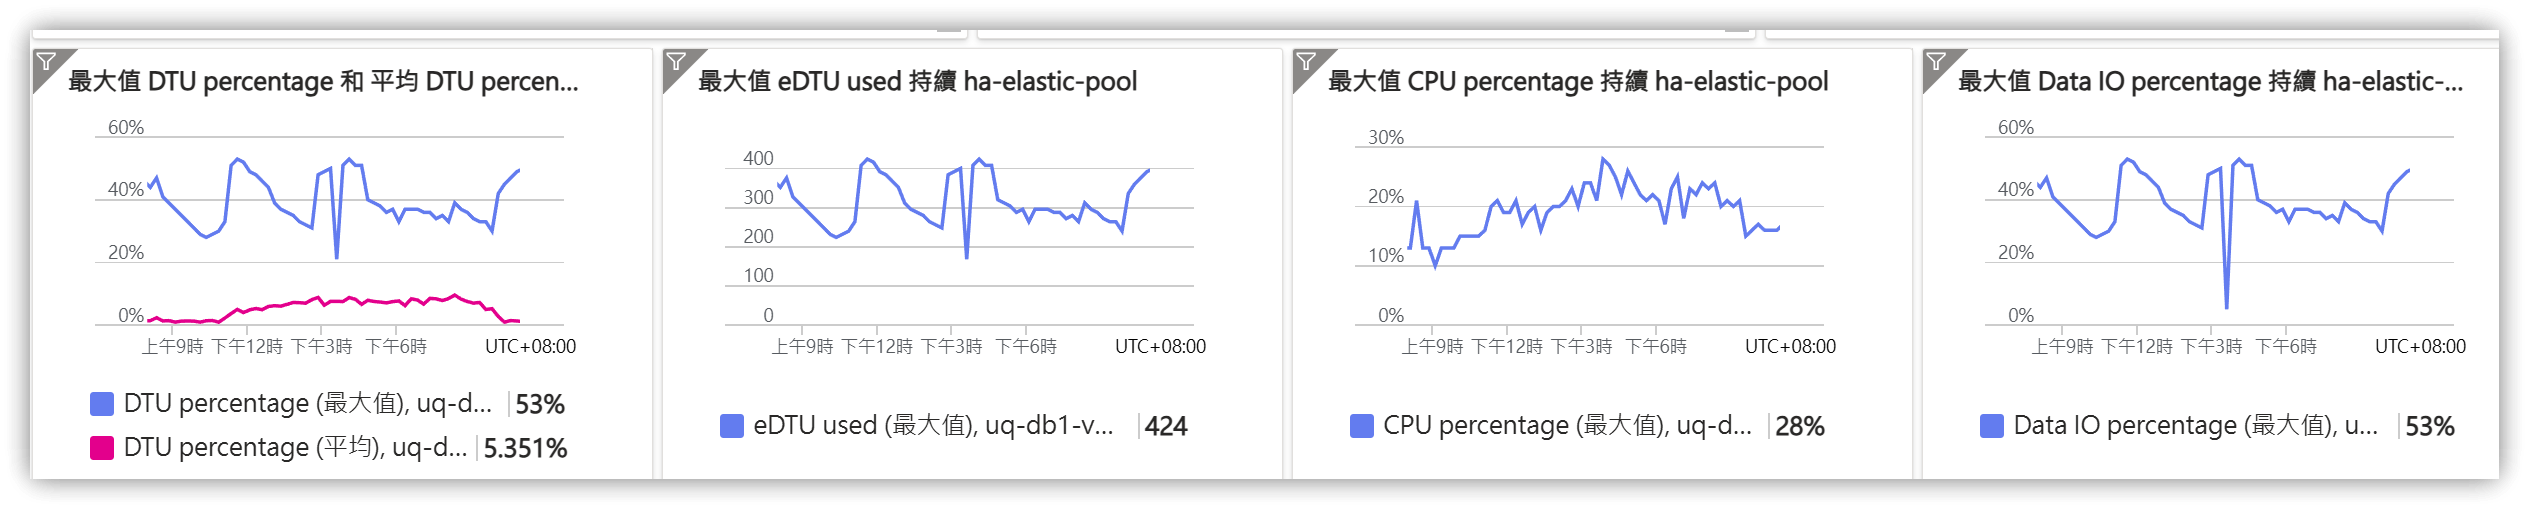 最大值 DTU percentage 和 平均 DTU percen...
60%
40%
20%
0%
上午9時 下午12時 下午3時 下午6時 UTC+08:00
DTU percentage (最大值), uq-d... 53%
DTU percentage (平均), uq-d... 5.351%
最大值 eDTU used 持續 ha-elastic-pool
400
300
200
100
0
上午9時 下午12時 下午3時 下午6時 UTC+08:00
eDTU used (最大值), uq-db1-v... 424
最大值 CPU percentage 持續 ha-elastic-pool
30%
20%
10%
0%
上午9時 下午12時 下午3時 下午6時 UTC+08:00
CPU percentage (最大值), uq-d... 28%
最大值 Data IO percentage 持續 ha-elastic-...
60%
40%
20%
0%
上午9時 下午12時 下午3時 下午6時 UTC+08:00
Data IO percentage (最大值), u... 53%